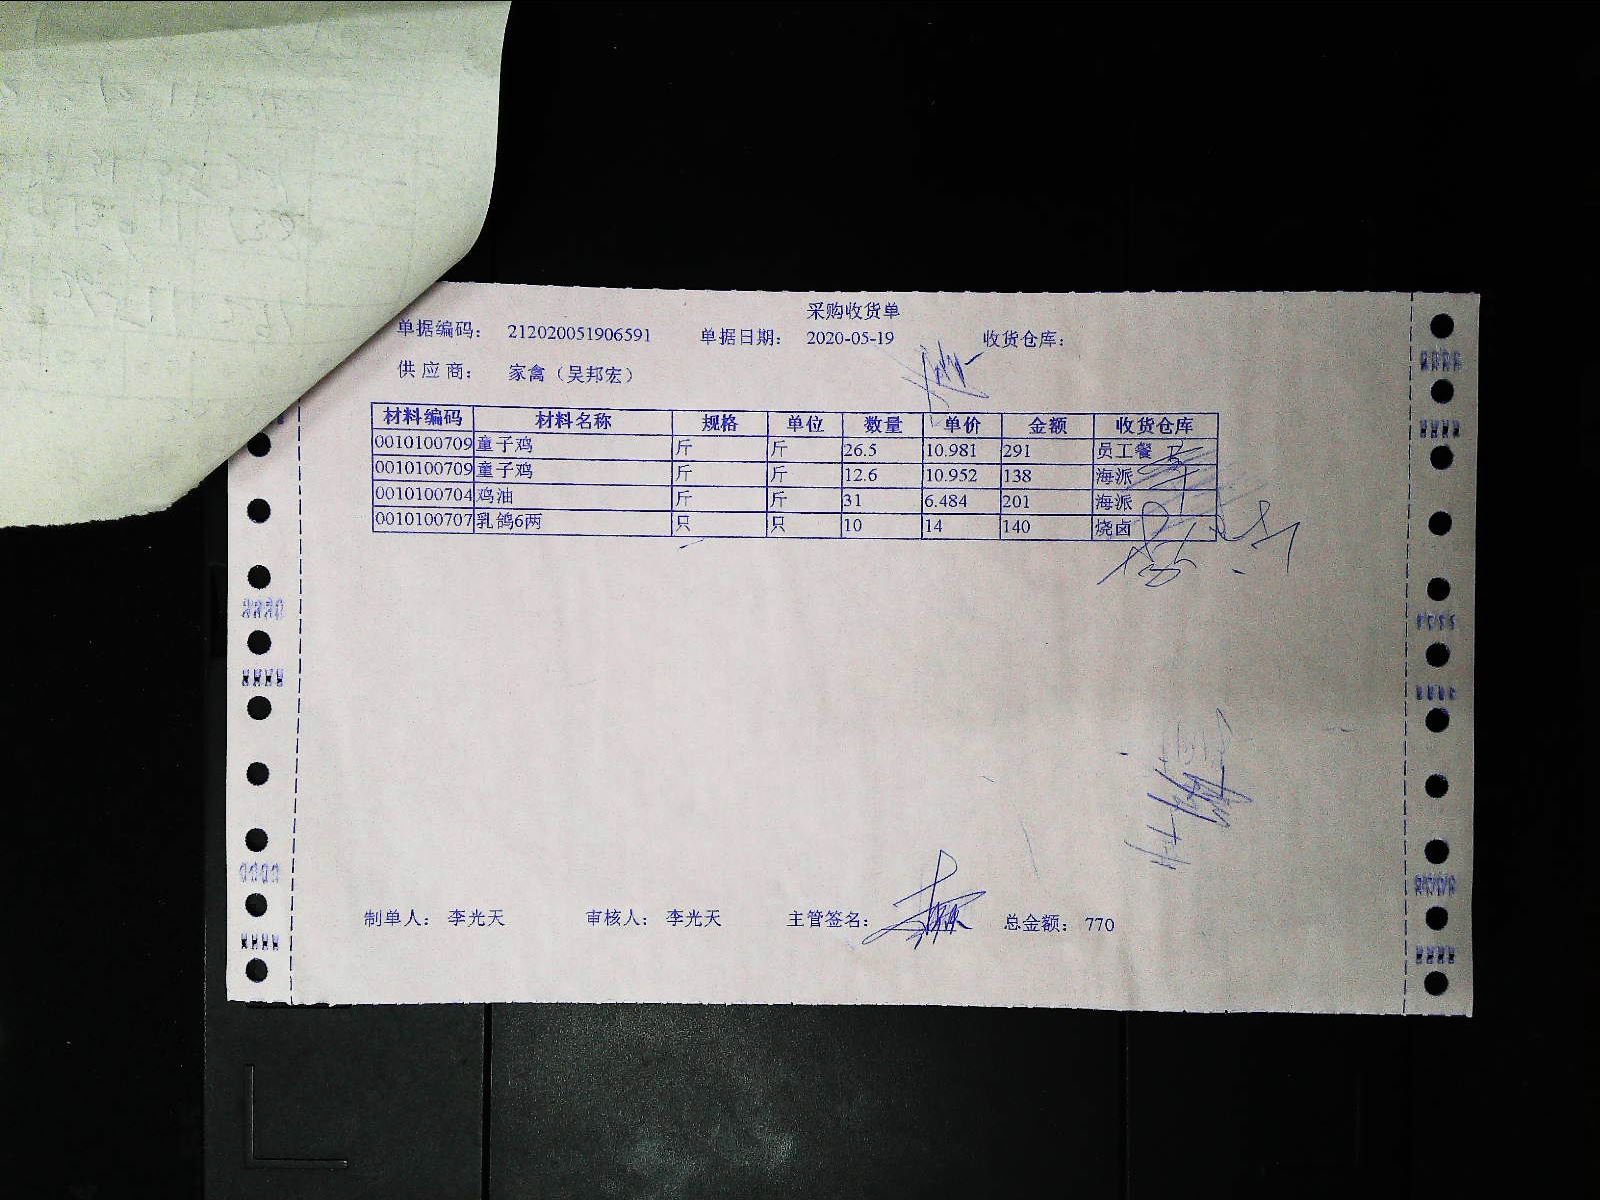 采购收货单
单据编码： 212020051906591 单据日期： 2020-05-19 收货仓库：
供应商： 家禽（吴邦宏）
材料编码 材料名称 规格 单位 数量 单价 金额 收货仓库
0010100709 童子鸡 斤 斤 26.5 10.981 291 员工餐
0010100709 童子鸡 斤 斤 12.6 10.952 138 海派
0010100704 鸡油 斤 斤 31 6.484 201 海派
0010100707 乳鸽6两 只 只 10 14 140 烧卤
制单人： 李光天 审核人： 李光天 主管签名： 总金额： 770